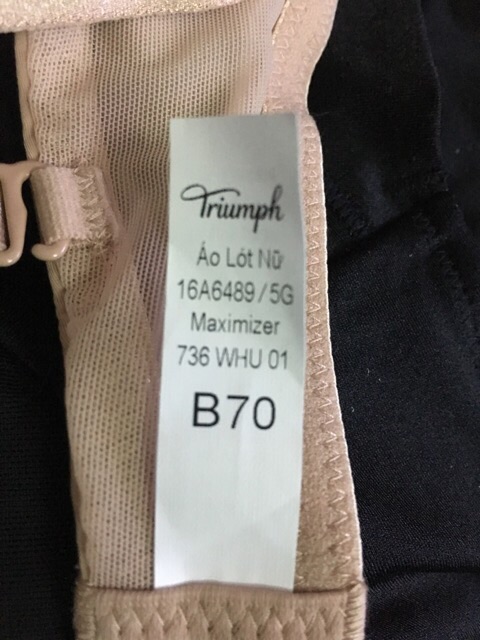 Triumph
Áo Lót Nữ
16A6489/5G
Maximizer
736 WHU 01
B70